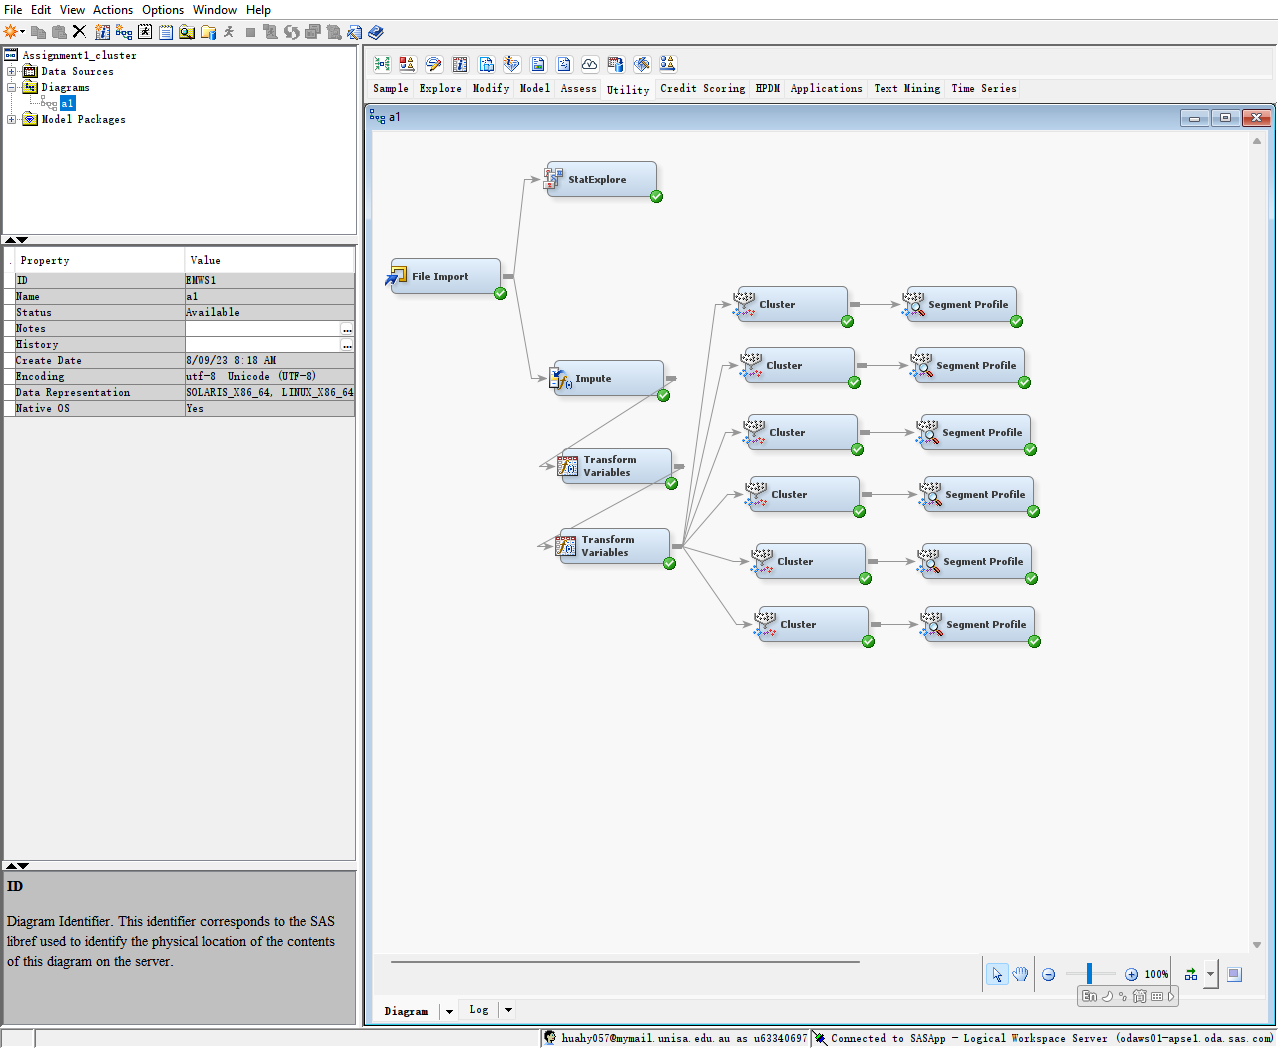 File Edit View Actions Options Window Help
Assignment1_cluster
Data Sources
Diagrams
a1
Model Packages
. Property Value
ID EMWS1
Name a1
Status Available
Notes ...
History ...
Create Date 8/09/23 8:18 AM
Encoding utf-8 Unicode (UTF-8)
Data Representation SOLARIS_X86_64, LINUX_X86_64
Native OS Yes
ID
Diagram Identifier. This identifier corresponds to the SAS
libref used to identify the physical location of the contents
of this diagram on the server.
Sample Explore Modify Model Assess Utility Credit Scoring HPDM Applications Text Mining Time Series
a1
StatExplore
File Import
Cluster Segment Profile
Cluster Segment Profile
Impute
Cluster Segment Profile
Transform
Variables
Cluster Segment Profile
Transform
Variables
Cluster Segment Profile
Cluster Segment Profile
100%
En 简
Diagram Log
huahy057@mymail.unisa.edu.au as u63340697 Connected to SASApp - Logical Workspace Server (odaws01-apse1.oda.sas.com)